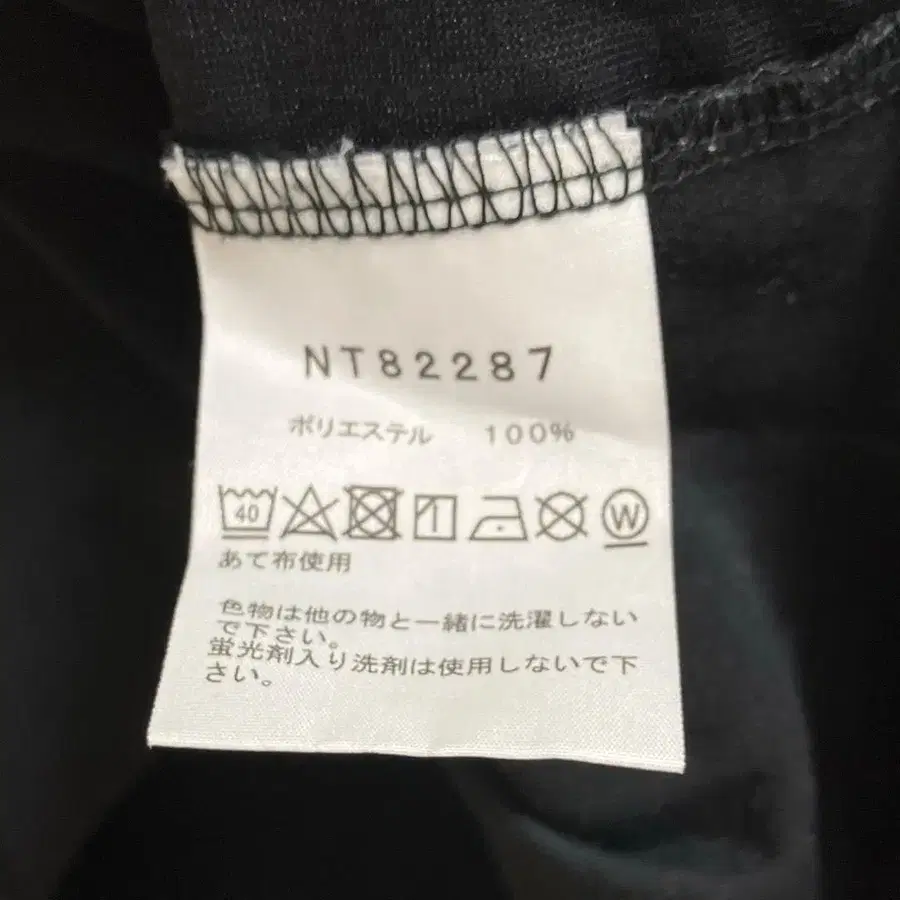 NT82287
ポリエステル 100%
40 W
あて布使用
色物は他の物と一緒に洗濯しない
で下さい。
蛍光剤入り洗剤は使用しないで下
さい。